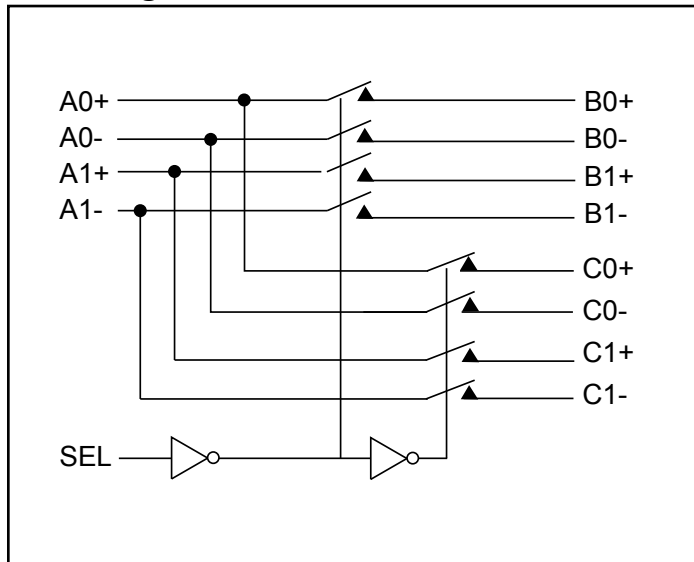 A0+
B0+
A0-
B0-
A1+
B1+
A1-
B1-
C0+
C0-
C1+
C1-
SEL